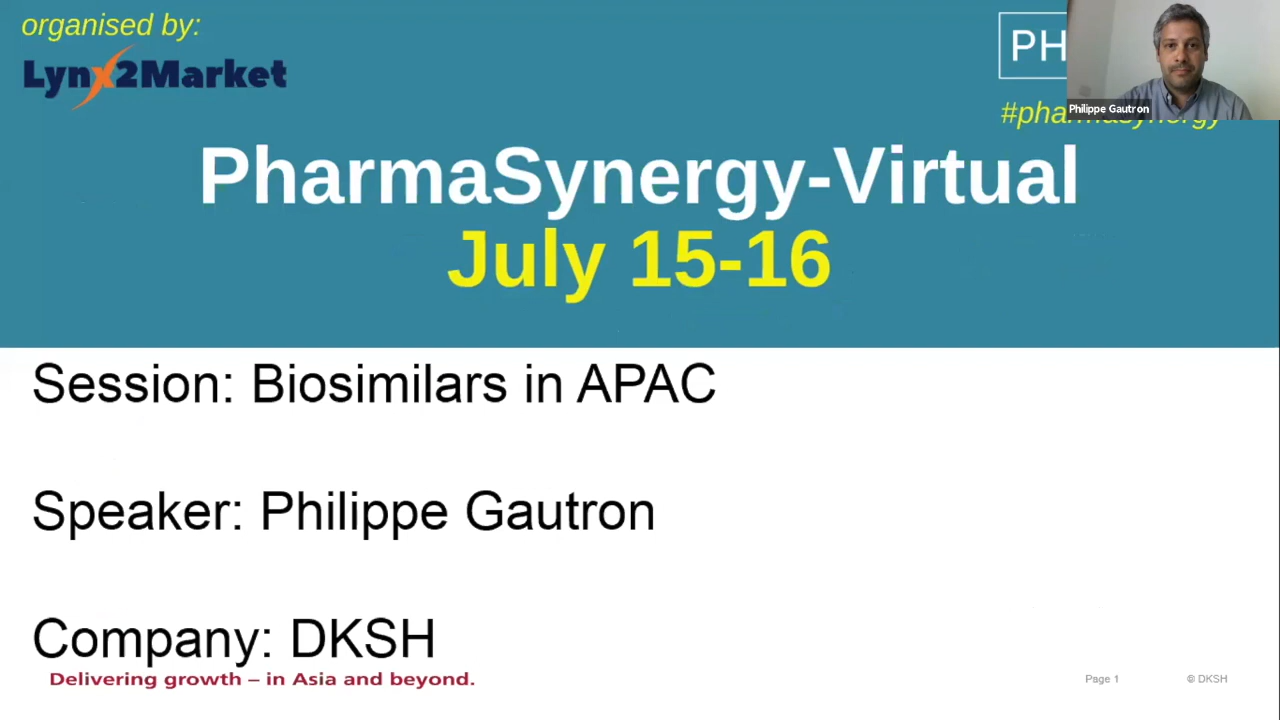 organised by:
Lynx2Market
PH
Philippe Gautron
#pharmasynergy
PharmaSynergy-Virtual
July 15-16
Session: Biosimilars in APAC
Speaker: Philippe Gautron
Company: DKSH
Delivering growth – in Asia and beyond.
Page 1
© DKSH